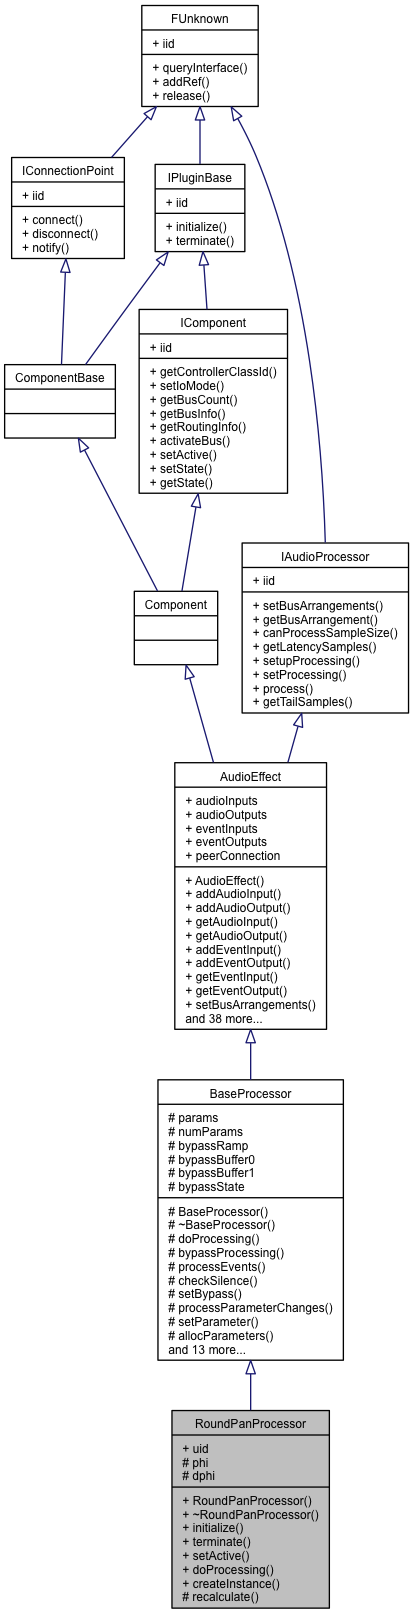 FUnknown
+ iid
+ queryInterface()
+ addRef()
+ release()
IConnectionPoint
+ iid
+ connect()
+ disconnect()
+ notify()
IPluginBase
+ iid
+ initialize()
+ terminate()
IComponent
+ iid
+ getControllerClassId()
+ setIoMode()
+ getBusCount()
+ getBusInfo()
+ getRoutingInfo()
+ activateBus()
+ setActive()
+ setState()
+ getState()
ComponentBase
IAudioProcessor
+ iid
+ setBusArrangements()
+ getBusArrangement()
+ canProcessSampleSize()
+ getLatencySamples()
+ setupProcessing()
+ setProcessing()
+ process()
+ getTailSamples()
Component
AudioEffect
+ audioInputs
+ audioOutputs
+ eventInputs
+ eventOutputs
+ peerConnection
+ AudioEffect()
+ addAudioInput()
+ addAudioOutput()
+ getAudioInput()
+ getAudioOutput()
+ addEventInput()
+ addEventOutput()
+ getEventInput()
+ getEventOutput()
+ setBusArrangements()
and 38 more...
BaseProcessor
# params
# numParams
# bypassRamp
# bypassBuffer0
# bypassBuffer1
# bypassState
# BaseProcessor()
# ~BaseProcessor()
# doProcessing()
# bypassProcessing()
# processEvents()
# checkSilence()
# setBypass()
# processParameterChanges()
# setParameter()
# allocParameters()
and 13 more...
RoundPanProcessor
+ uid
# phi
# dphi
+ RoundPanProcessor()
+ ~RoundPanProcessor()
+ initialize()
+ terminate()
+ setActive()
+ doProcessing()
+ createInstance()
# recalculate()